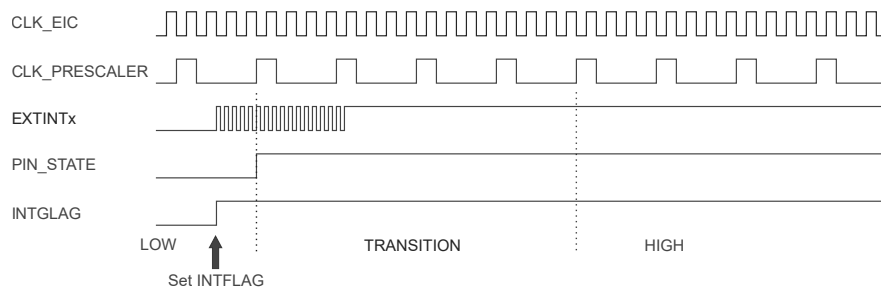 CLK_EIC
CLK_PRESCALER
EXTINTx
PIN_STATE
INTGLAG
LOW TRANSITION HIGH
Set INTFLAG